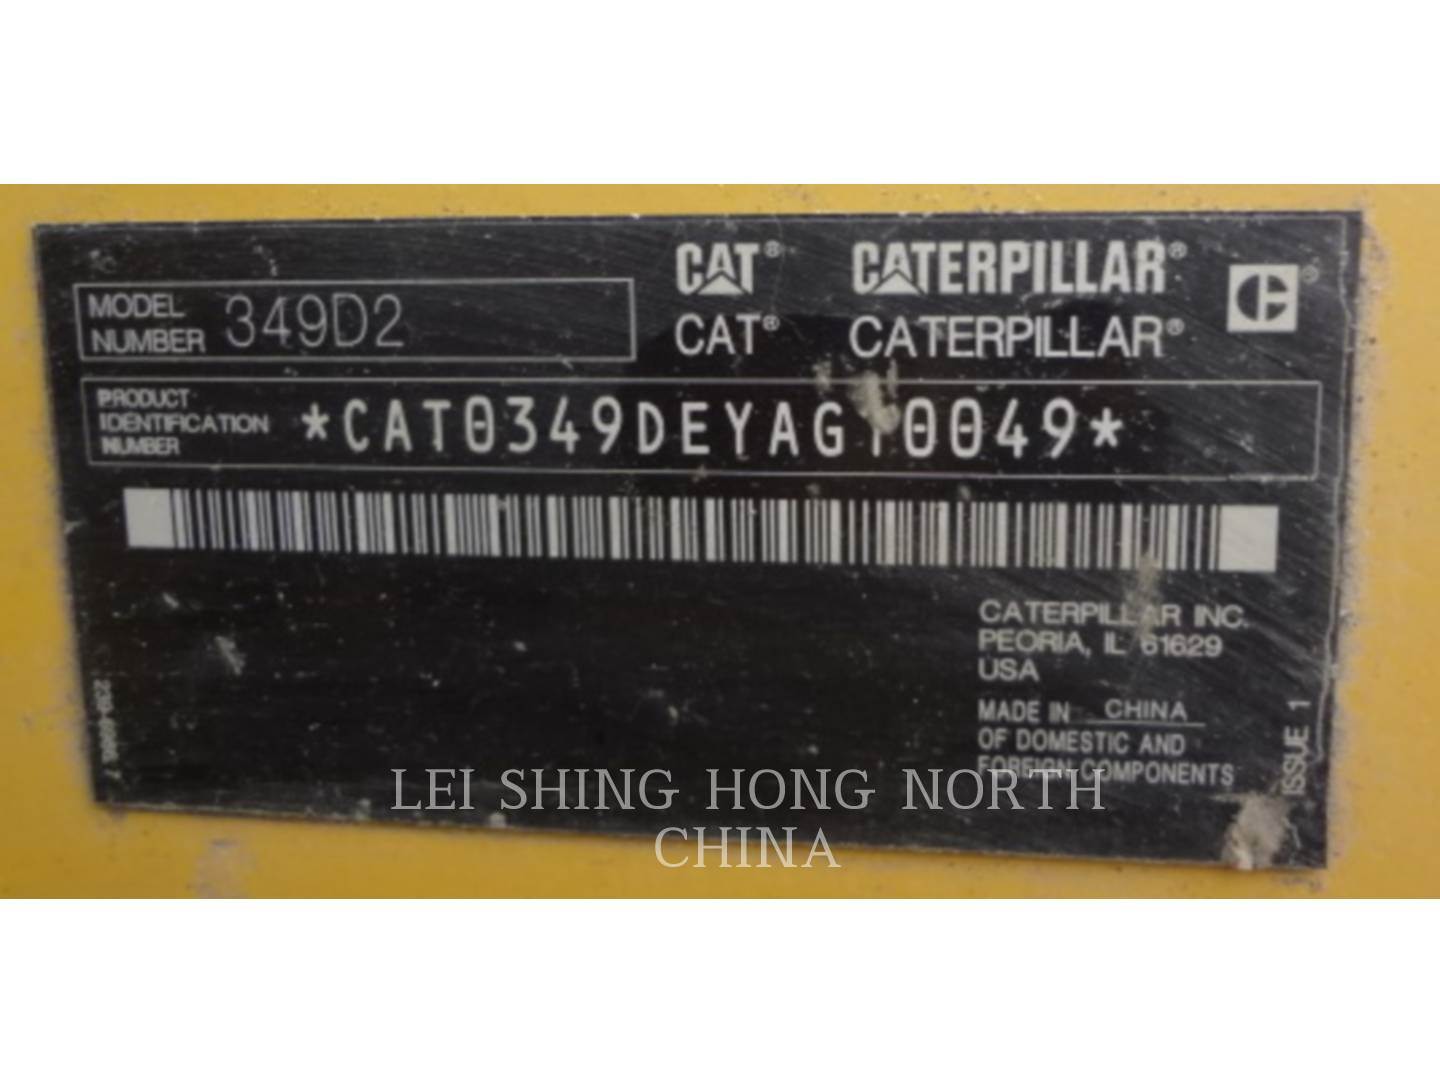 CAT® CATERPILLAR®
MODEL NUMBER 349D2
CAT® CATERPILLAR®
PRODUCT
IDENTIFICATION
NUMBER
*CAT0349DEYAG10049*
CATERPILLAR INC.
PEORIA, IL 61629
USA
MADE IN CHINA
OF DOMESTIC AND
FOREIGN COMPONENTS
ISSUE 1
LEI SHING HONG NORTH
CHINA